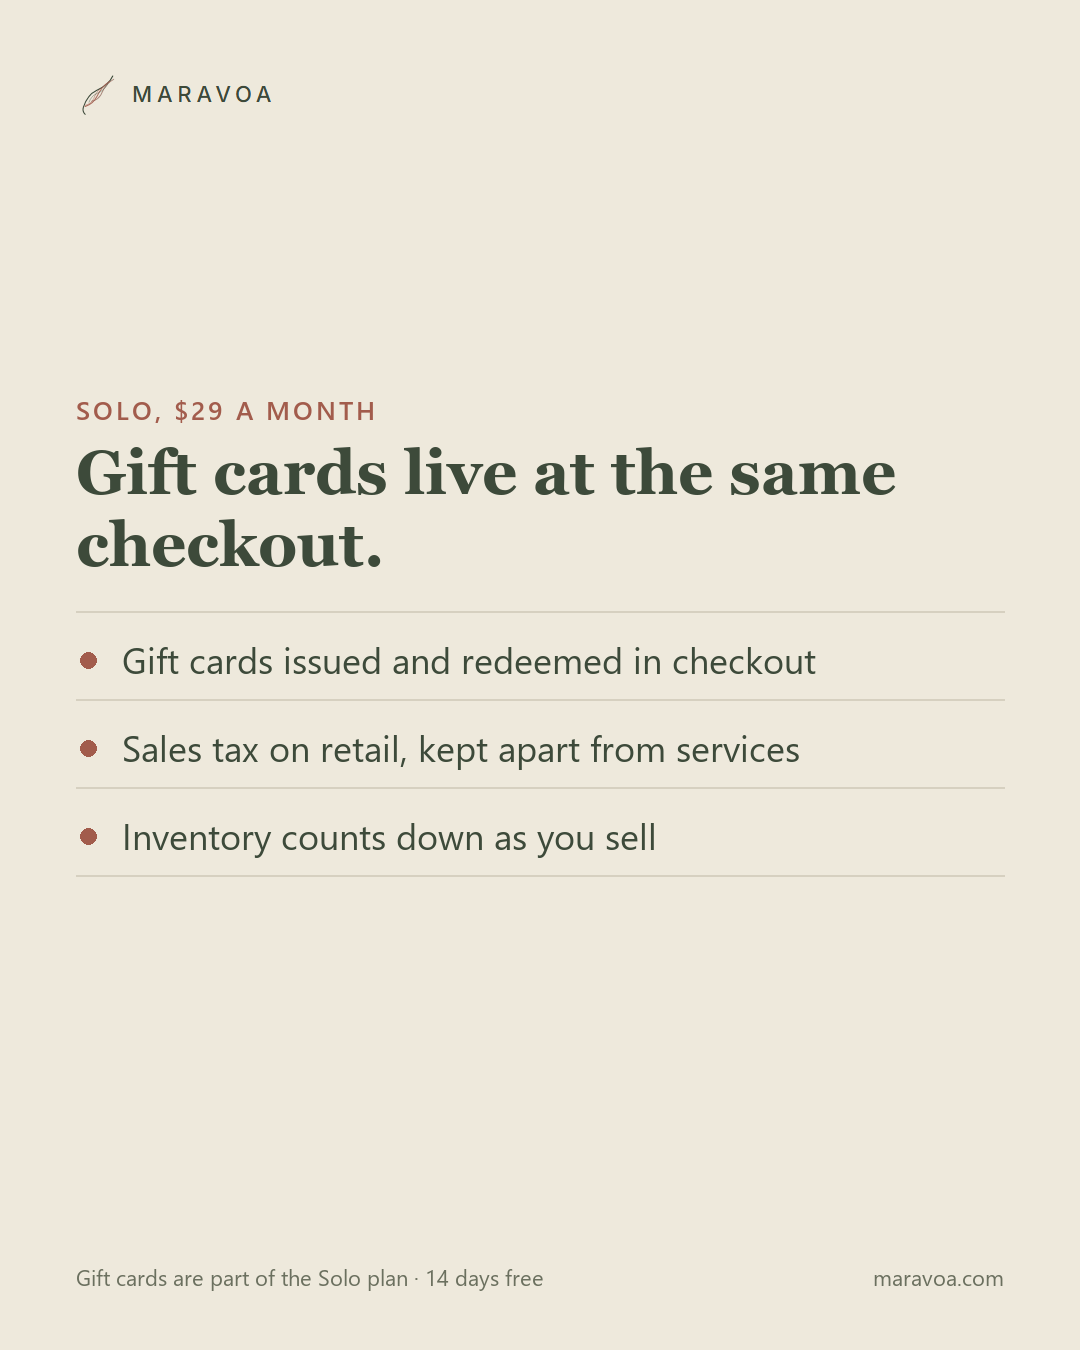 MARAVOA
SOLO, $29 A MONTH
Gift cards live at the same
checkout.
Gift cards issued and redeemed in checkout
Sales tax on retail, kept apart from services
Inventory counts down as you sell
Gift cards are part of the Solo plan · 14 days free
maravoa.com